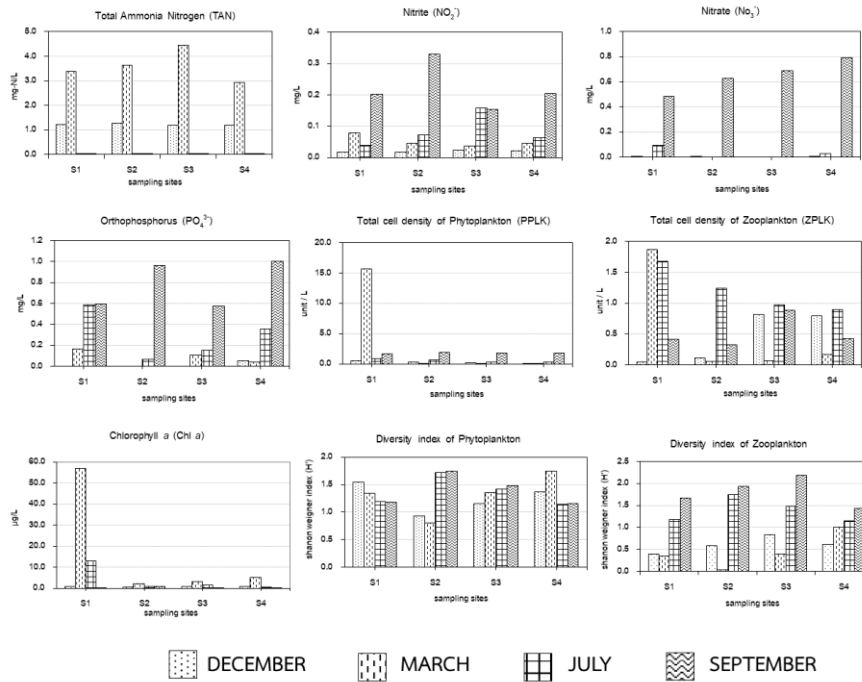 Total Ammonia Nitrogen (TAN)
mg-N/L
5.0
4.0
3.0
2.0
1.0
0.0
S1 S2 S3 S4
sampling sites
Nitrite (NO₂⁻)
mg/L
0.4
0.3
0.2
0.1
0.0
S1 S2 S3 S4
sampling sites
Nitrate (No₃⁻)
mg/L
1.0
0.8
0.6
0.4
0.2
0.0
S1 S2 S3 S4
sampling sites
Orthophosphorus (PO₄³⁻)
mg/L
1.2
1.0
0.8
0.6
0.4
0.2
0.0
S1 S2 S3 S4
sampling sites
Total cell density of Phytoplankton (PPLK)
unit / L
20.0
15.0
10.0
5.0
0.0
S1 S2 S3 S4
sampling sites
Total cell density of Zooplankton (ZPLK)
unit / L
2.0
1.5
1.0
0.5
0.0
S1 S2 S3 S4
sampling sites
Chlorophyll a (Chl a)
µg/L
60.0
50.0
40.0
30.0
20.0
10.0
0.0
S1 S2 S3 S4
sampling sites
Diversity index of Phytoplankton
shanon weigner index (H')
2.0
1.5
1.0
0.5
0.0
S1 S2 S3 S4
sampling sites
Diversity index of Zooplankton
shanon weigner index (H')
2.5
2.0
1.5
1.0
0.5
0.0
S1 S2 S3 S4
sampling sites
DECEMBER MARCH JULY SEPTEMBER